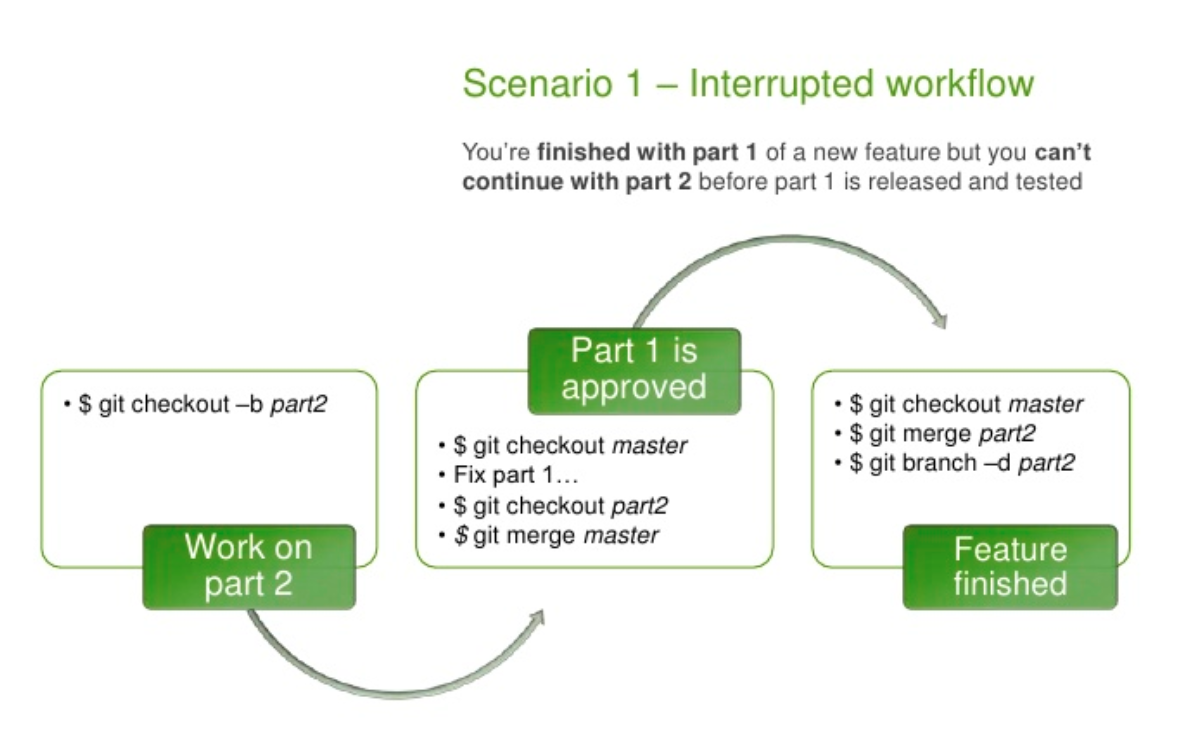 Scenario 1 – Interrupted workflow
You're finished with part 1 of a new feature but you can't
continue with part 2 before part 1 is released and tested
• $ git checkout –b part2
Work on
part 2
Part 1 is
approved
• $ git checkout master
• Fix part 1…
• $ git checkout part2
• $ git merge master
• $ git checkout master
• $ git merge part2
• $ git branch –d part2
Feature
finished